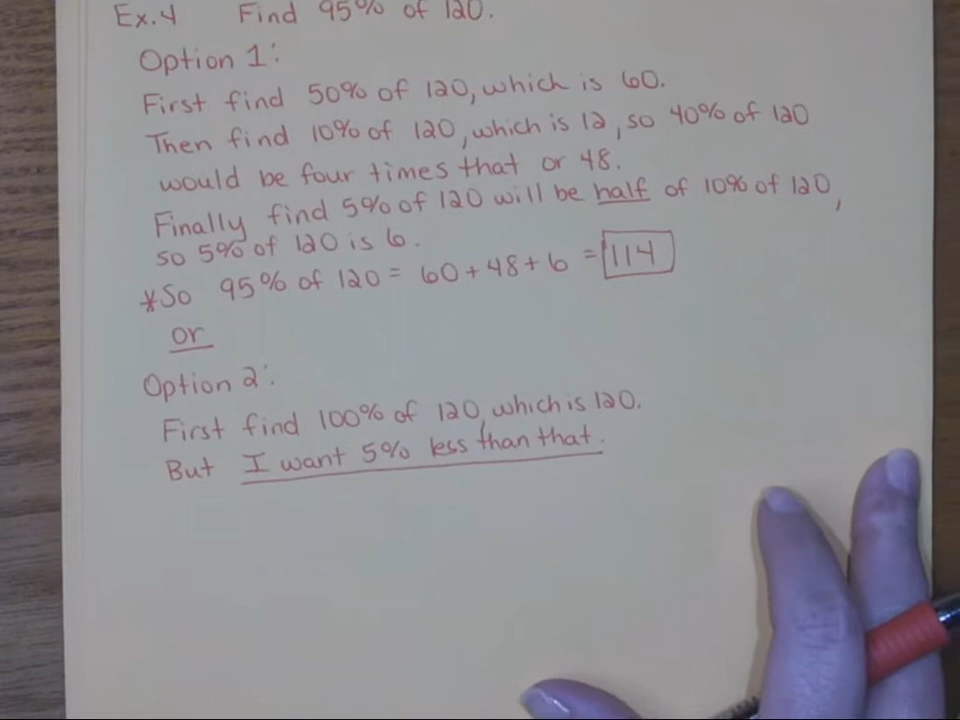 Ex.4 Find 95% of 120.
Option 1:
First find 50% of 120, which is 60.
Then find 10% of 120, which is 12, so 40% of 120
would be four times that or 48.
Finally find 5% of 120 will be half of 10% of 120,
so 5% of 120 is 6.
*So 95% of 120 = 60+48+6 = 114
or
Option 2:
First find 100% of 120, which is 120.
But I want 5% less than that.